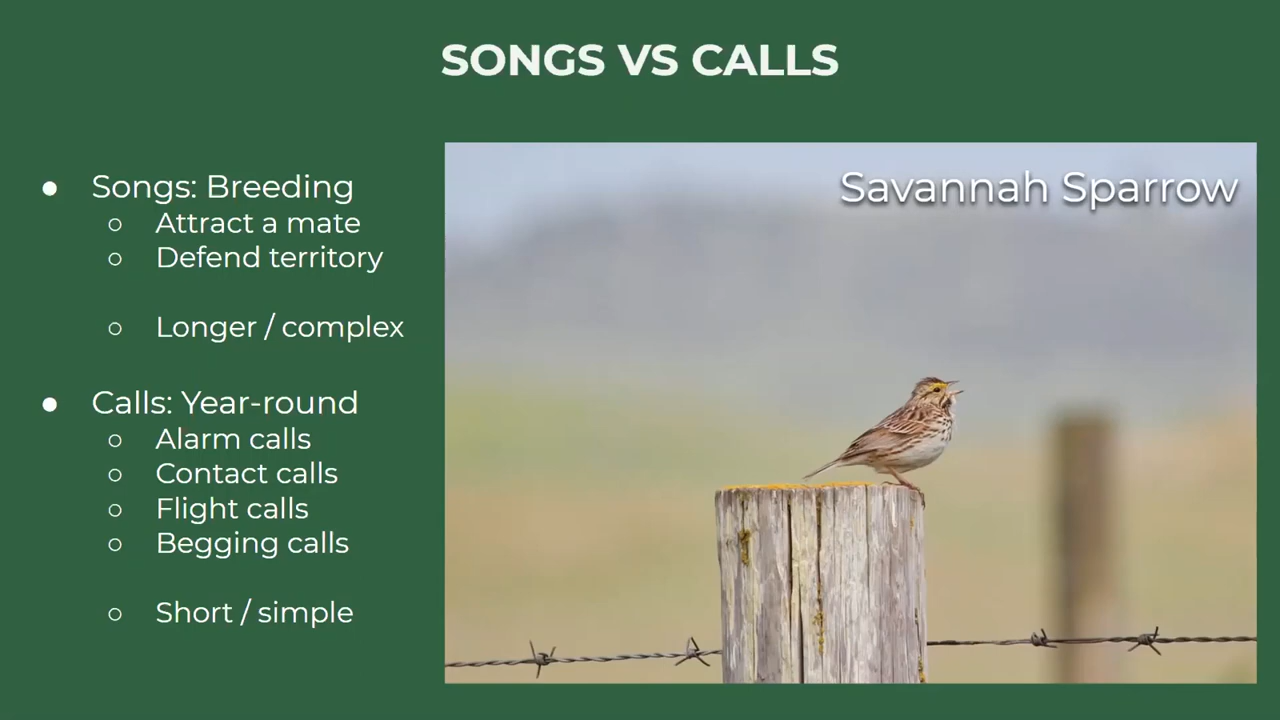 SONGS VS CALLS
● Songs: Breeding
○ Attract a mate
○ Defend territory
○ Longer / complex
● Calls: Year-round
○ Alarm calls
○ Contact calls
○ Flight calls
○ Begging calls
○ Short / simple
Savannah Sparrow